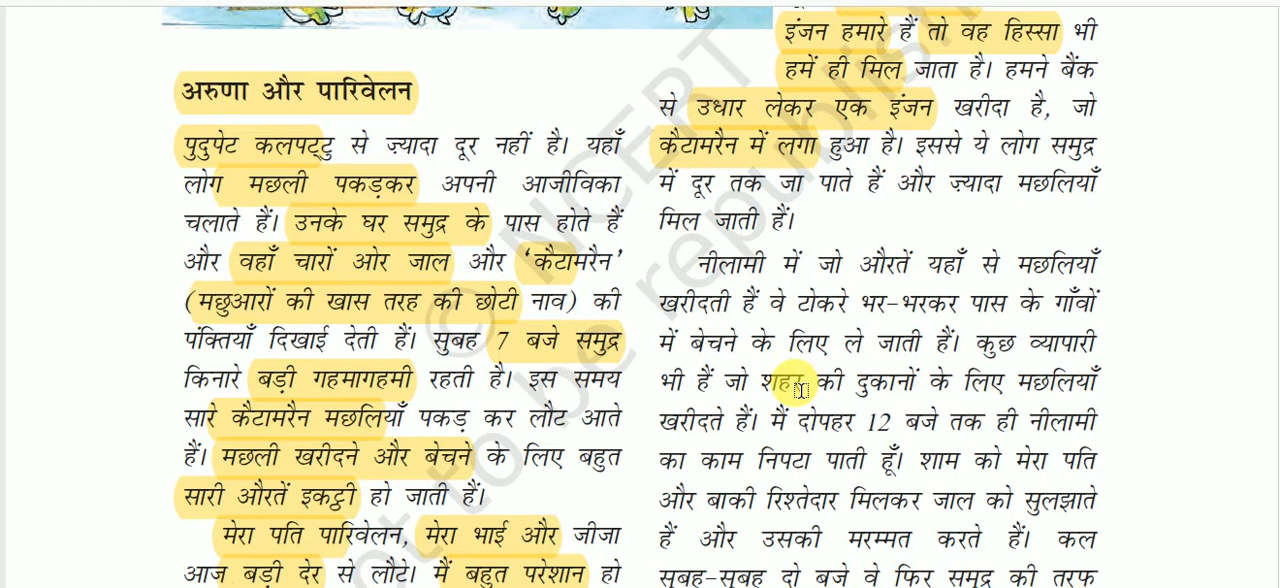 अरुणा और पारिवेलन
पुदुपेट कलपट्टु से ज्यादा दूर नहीं है। यहाँ
लोग मछली पकड़कर अपनी आजीविका
चलाते हैं। उनके घर समुद्र के पास होते हैं
और वहाँ चारों ओर जाल और ‘कैटामरैन’
(मछुआरों की खास तरह की छोटी नाव) की
पंक्तियाँ दिखाई देती हैं। सुबह 7 बजे समुद्र
किनारे बड़ी गहमागहमी रहती है। इस समय
सारे कैटामरैन मछलियाँ पकड़ कर लौट आते
हैं। मछली खरीदने और बेचने के लिए बहुत
सारी औरतें इकट्ठी हो जाती हैं।
मेरा पति पारिवेलन, मेरा भाई और जीजा
आज बड़ी देर से लौटे। मैं बहुत परेशान हो
इंजन हमारे हैं तो वह हिस्सा भी
हमें ही मिल जाता है। हमने बैंक
से उधार लेकर एक इंजन खरीदा है, जो
कैटामरैन में लगा हुआ है। इससे ये लोग समुद्र
में दूर तक जा पाते हैं और ज्यादा मछलियाँ
मिल जाती हैं।
नीलामी में जो औरतें यहाँ से मछलियाँ
खरीदती हैं वे टोकरे भर-भरकर पास के गाँवों
में बेचने के लिए ले जाती हैं। कुछ व्यापारी
भी हैं जो शहर की दुकानों के लिए मछलियाँ
खरीदते हैं। मैं दोपहर 12 बजे तक ही नीलामी
का काम निपटा पाती हूँ। शाम को मेरा पति
और बाकी रिश्तेदार मिलकर जाल को सुलझाते
हैं और उसकी मरम्मत करते हैं। कल
सुबह-सुबह दो बजे वे फिर समुद्र की तरफ
© NCERT
not to be republish